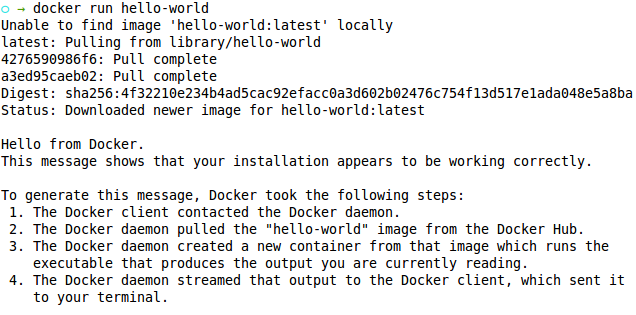 ○ → docker run hello-world
Unable to find image 'hello-world:latest' locally
latest: Pulling from library/hello-world
4276590986f6: Pull complete
a3ed95caeb02: Pull complete
Digest: sha256:4f32210e234b4ad5cac92efacc0a3d602b02476c754f13d517e1ada048e5a8ba
Status: Downloaded newer image for hello-world:latest

Hello from Docker.
This message shows that your installation appears to be working correctly.

To generate this message, Docker took the following steps:
 1. The Docker client contacted the Docker daemon.
 2. The Docker daemon pulled the "hello-world" image from the Docker Hub.
 3. The Docker daemon created a new container from that image which runs the
    executable that produces the output you are currently reading.
 4. The Docker daemon streamed that output to the Docker client, which sent it
    to your terminal.